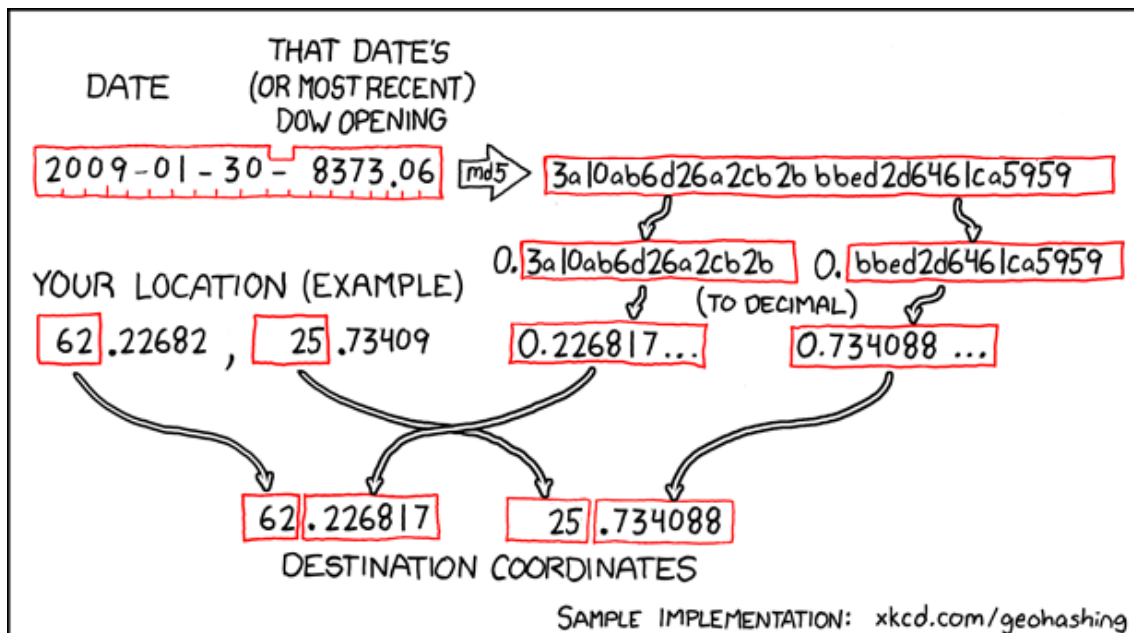 DATE
THAT DATE'S
(OR MOST RECENT)
DOW OPENING
2009-01-30-8373.06
md5
3a10ab6d26a2cb2bbbed2d6461ca5959
0.3a10ab6d26a2cb2b
0.bbed2d6461ca5959
YOUR LOCATION (EXAMPLE)
(TO DECIMAL)
62.22682, 25.73409
0.226817...
0.734088...
62.226817
25.734088
DESTINATION COORDINATES
SAMPLE IMPLEMENTATION: xkcd.com/geohashing